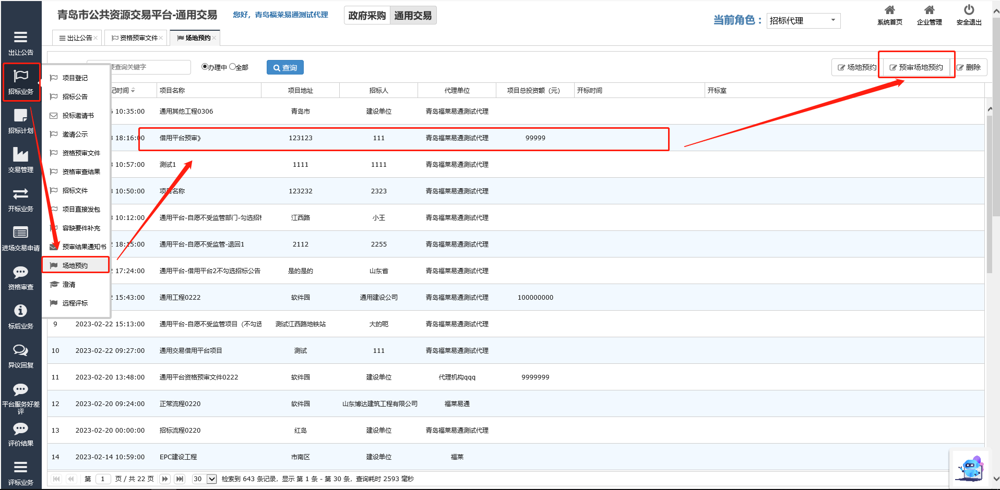 青岛市公共资源交易平台-通用交易
您好，青岛福莱易通测试代理
政府采购 通用交易
当前角色： 招标代理
系统首页 企业管理 安全退出
出让公告 资格预审文件 场地预约
要查询关键字 办理中 全部 查询
场地预约 预审场地预约 删除
出让公告
招标业务
招标计划
交易管理
开标业务
进场交易申请
资格审查
标后业务
异议回复
平台服务好差
评
评价结果
评标业务
项目登记
招标公告
投标邀请书
邀请公示
资格预审文件
资格审查结果
招标文件
项目直接发包
容缺要件补充
预审结果通知书
场地预约
澄清
远程评标
记时间 项目名称 项目地址 招标人 代理单位 项目总投资额（元） 开标时间 开标室
10:35:00 通用其他工程0306 青岛市 建设单位 青岛福莱易通测试代理
18:16:00 借用平台预审》 123123 111 青岛福莱易通测试代理 99999
10:57:00 测试1 1111 1111 青岛福莱易通测试代理
10:50:00 项目名称 123232 2323 青岛福莱易通测试代理
10:12:00 通用平台-自愿不受监管部门-勾选招标 江西路 小王 青岛福莱易通测试代理
18:15:00 通用平台-自愿不受监管-退回1 2112 2255 青岛福莱易通测试代理
17:24:00 通用平台-借用平台2不勾选招标公告 是的是的 山东省 青岛福莱易通测试代理
15:43:00 通用工程0222 软件园 通用建设公司 青岛福莱易通测试代理 100000000
9 2023-02-22 15:13:00 通用平台-自愿不受监管项目（不勾选 测试江西路地铁站 大的呃 青岛福莱易通测试代理
10 2023-02-22 09:27:00 通用交易借用平台项目 测试 111 青岛福莱易通测试代理
11 2023-02-20 13:48:00 通用平台资格预审文件0222 软件园 建设单位 代理机构qqq 9999999
12 2023-02-20 09:24:00 正常流程0220 软件园 山东博达建筑工程有限公司 福莱易通
13 2023-02-20 00:00:00 招标流程0220 红岛 建设单位 青岛福莱易通测试代理
14 2023-02-14 10:59:00 EPC建设工程 市南区 建设单位 福莱
第 1 页 / 共 22 页 30 检索到 643 条记录，显示 第 1 条 - 第 30 条，查询耗时 2593 毫秒